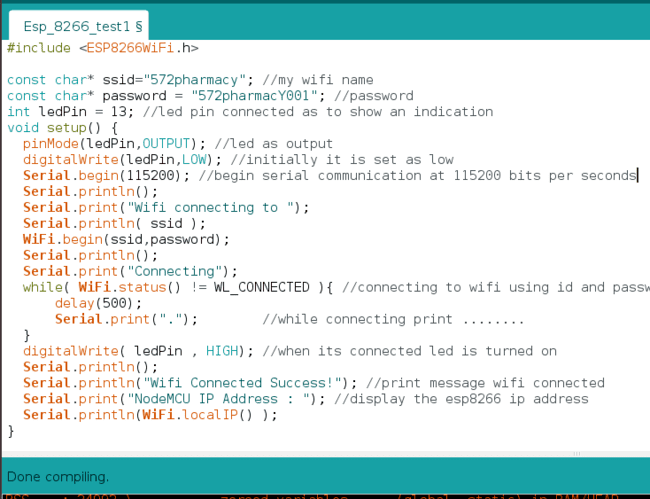 Esp_8266_test1 §
#include <ESP8266WiFi.h>
const char* ssid="572pharmacy"; //my wifi name
const char* password = "572pharmacY001"; //password
int ledPin = 13; //led pin connected as to show an indication
void setup() {
pinMode(ledPin,OUTPUT); //led as output
digitalWrite(ledPin,LOW); //initially it is set as low
Serial.begin(115200); //begin serial communication at 115200 bits per seconds
Serial.println();
Serial.print("Wifi connecting to ");
Serial.println( ssid );
WiFi.begin(ssid,password);
Serial.println();
Serial.print("Connecting");
while( WiFi.status() != WL_CONNECTED ){ //connecting to wifi using id and passw
delay(500);
Serial.print("."); //while connecting print ........
}
digitalWrite( ledPin , HIGH); //when its connected led is turned on
Serial.println();
Serial.println("Wifi Connected Success!"); //print message wifi connected
Serial.print("NodeMCU IP Address : "); //display the esp8266 ip address
Serial.println(WiFi.localIP() );
}
Done compiling.